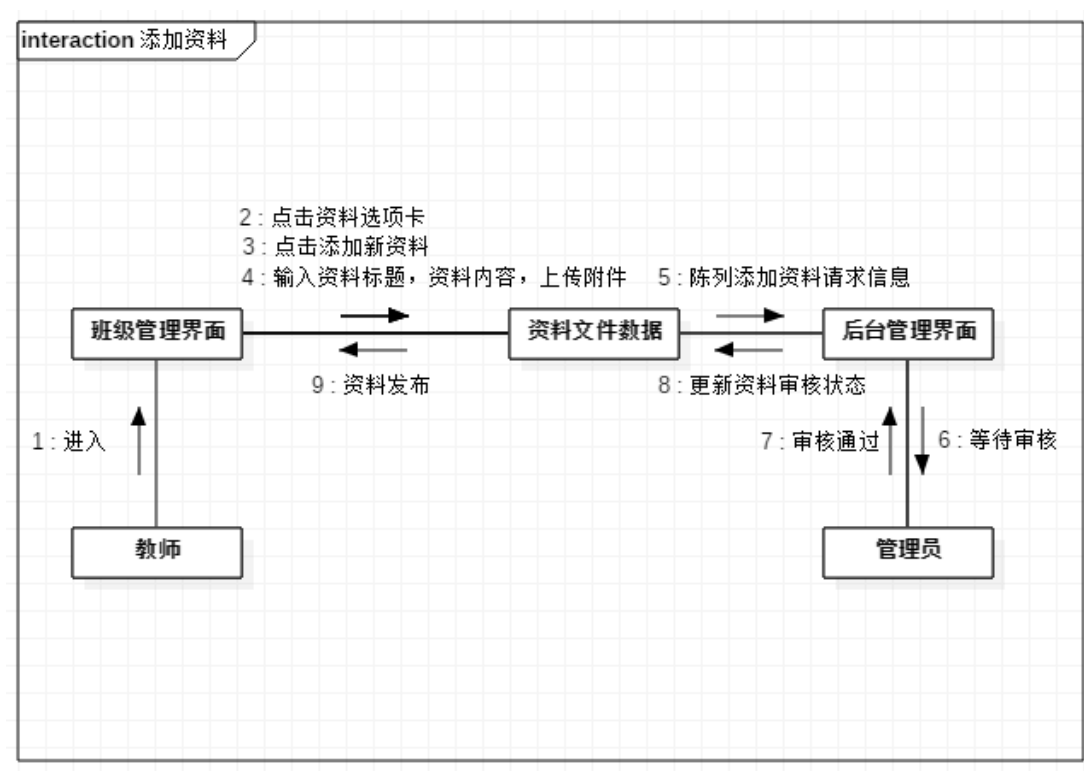 interaction 添加资料
2 : 点击资料选项卡
3 : 点击添加新资料
4 : 输入资料标题，资料内容，上传附件
5 : 陈列添加资料请求信息
班级管理界面
资料文件数据
后台管理界面
9 : 资料发布
8 : 更新资料审核状态
1 : 进入
7 : 审核通过
6 : 等待审核
教师
管理员